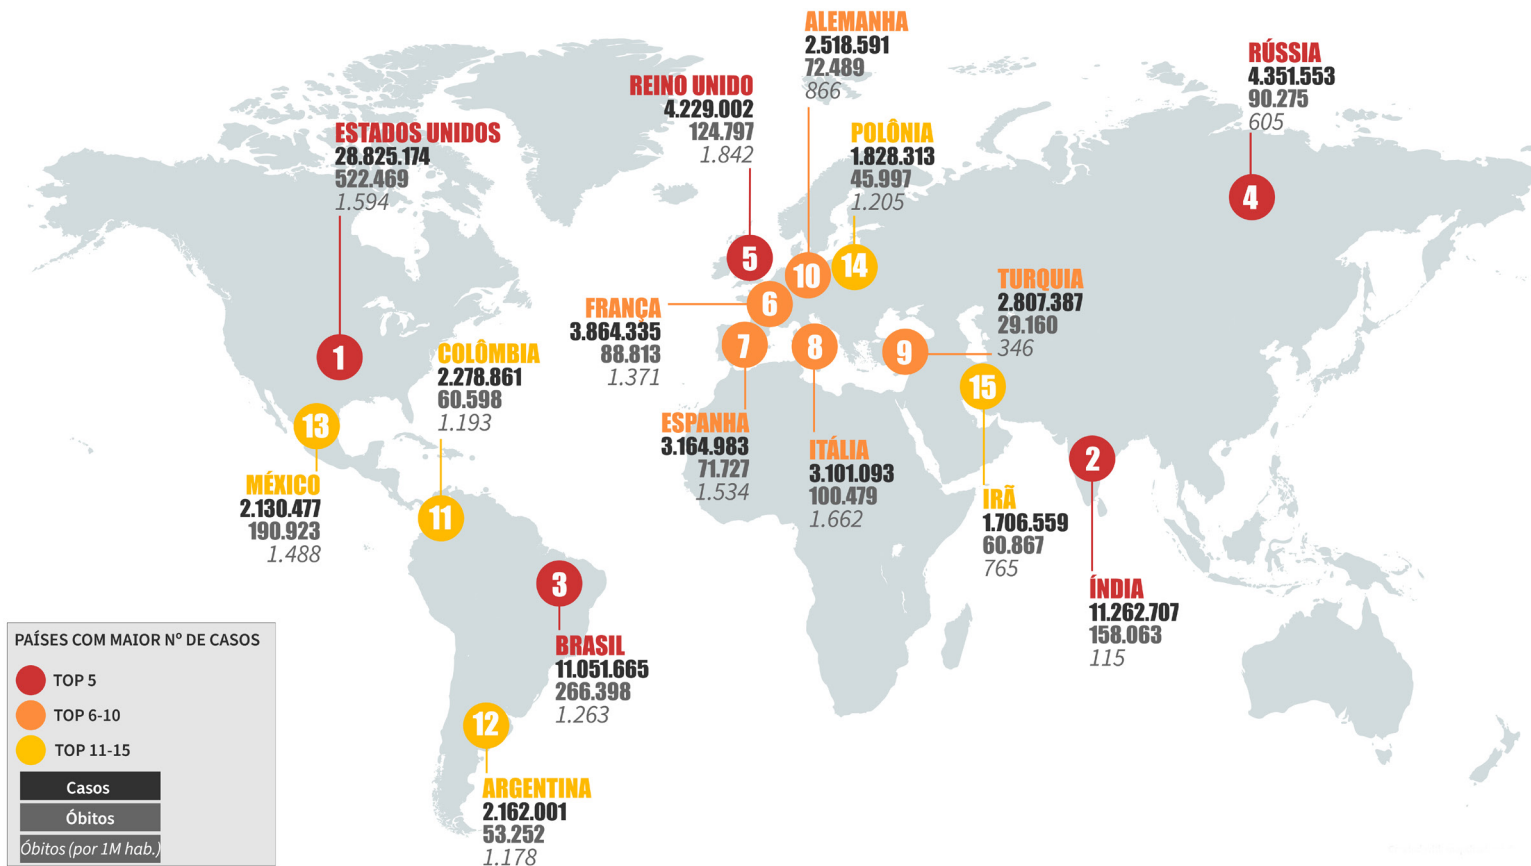 ALEMANHA
2.518.591
72.489
866
RÚSSIA
4.351.553
90.275
605
REINO UNIDO
4.229.002
124.797
1.842
ESTADOS UNIDOS
28.825.174
522.469
1.594
POLÔNIA
1.828.313
45.997
1.205
4
5
10
14
6
FRANÇA
3.864.335
88.813
1.371
TURQUIA
2.807.387
29.160
346
1
7
8
9
COLÔMBIA
2.278.861
60.598
1.193
15
13
ESPANHA
3.164.983
71.727
1.534
ITÁLIA
3.101.093
100.479
1.662
2
MÉXICO
2.130.477
190.923
1.488
11
IRÃ
1.706.559
60.867
765
3
ÍNDIA
11.262.707
158.063
115
BRASIL
11.051.665
266.398
1.263
12
ARGENTINA
2.162.001
53.252
1.178
PAÍSES COM MAIOR Nº DE CASOS
TOP 5
TOP 6-10
TOP 11-15
Casos
Óbitos
Óbitos (por 1M hab.)